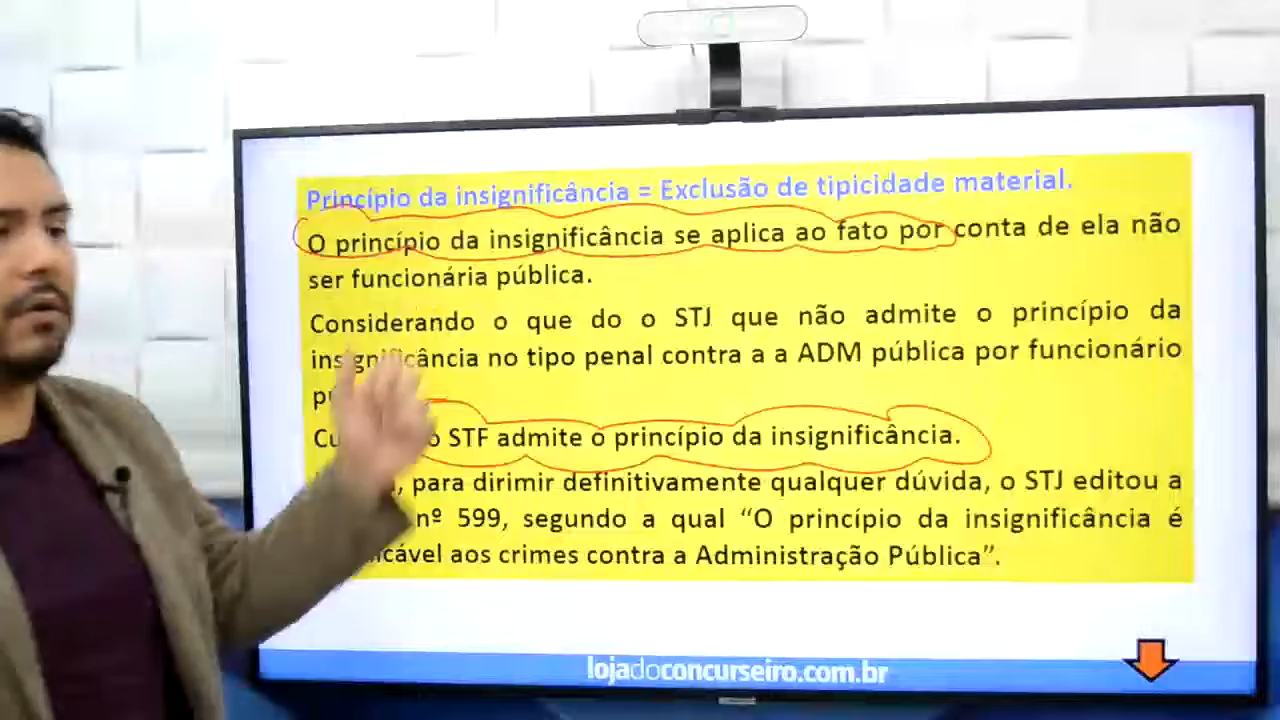 Princípio da insignificância = Exclusão de tipicidade material.
O princípio da insignificância se aplica ao fato por conta de ela não
ser funcionária pública.
Considerando o que do o STJ que não admite o princípio da
insignificância no tipo penal contra a a ADM pública por funcionário
STF admite o princípio da insignificância.
para dirimir definitivamente qualquer dúvida, o STJ editou a
nº 599, segundo a qual “O princípio da insignificância é
aos crimes contra a Administração Pública”.
lojadoconcurseiro.com.br